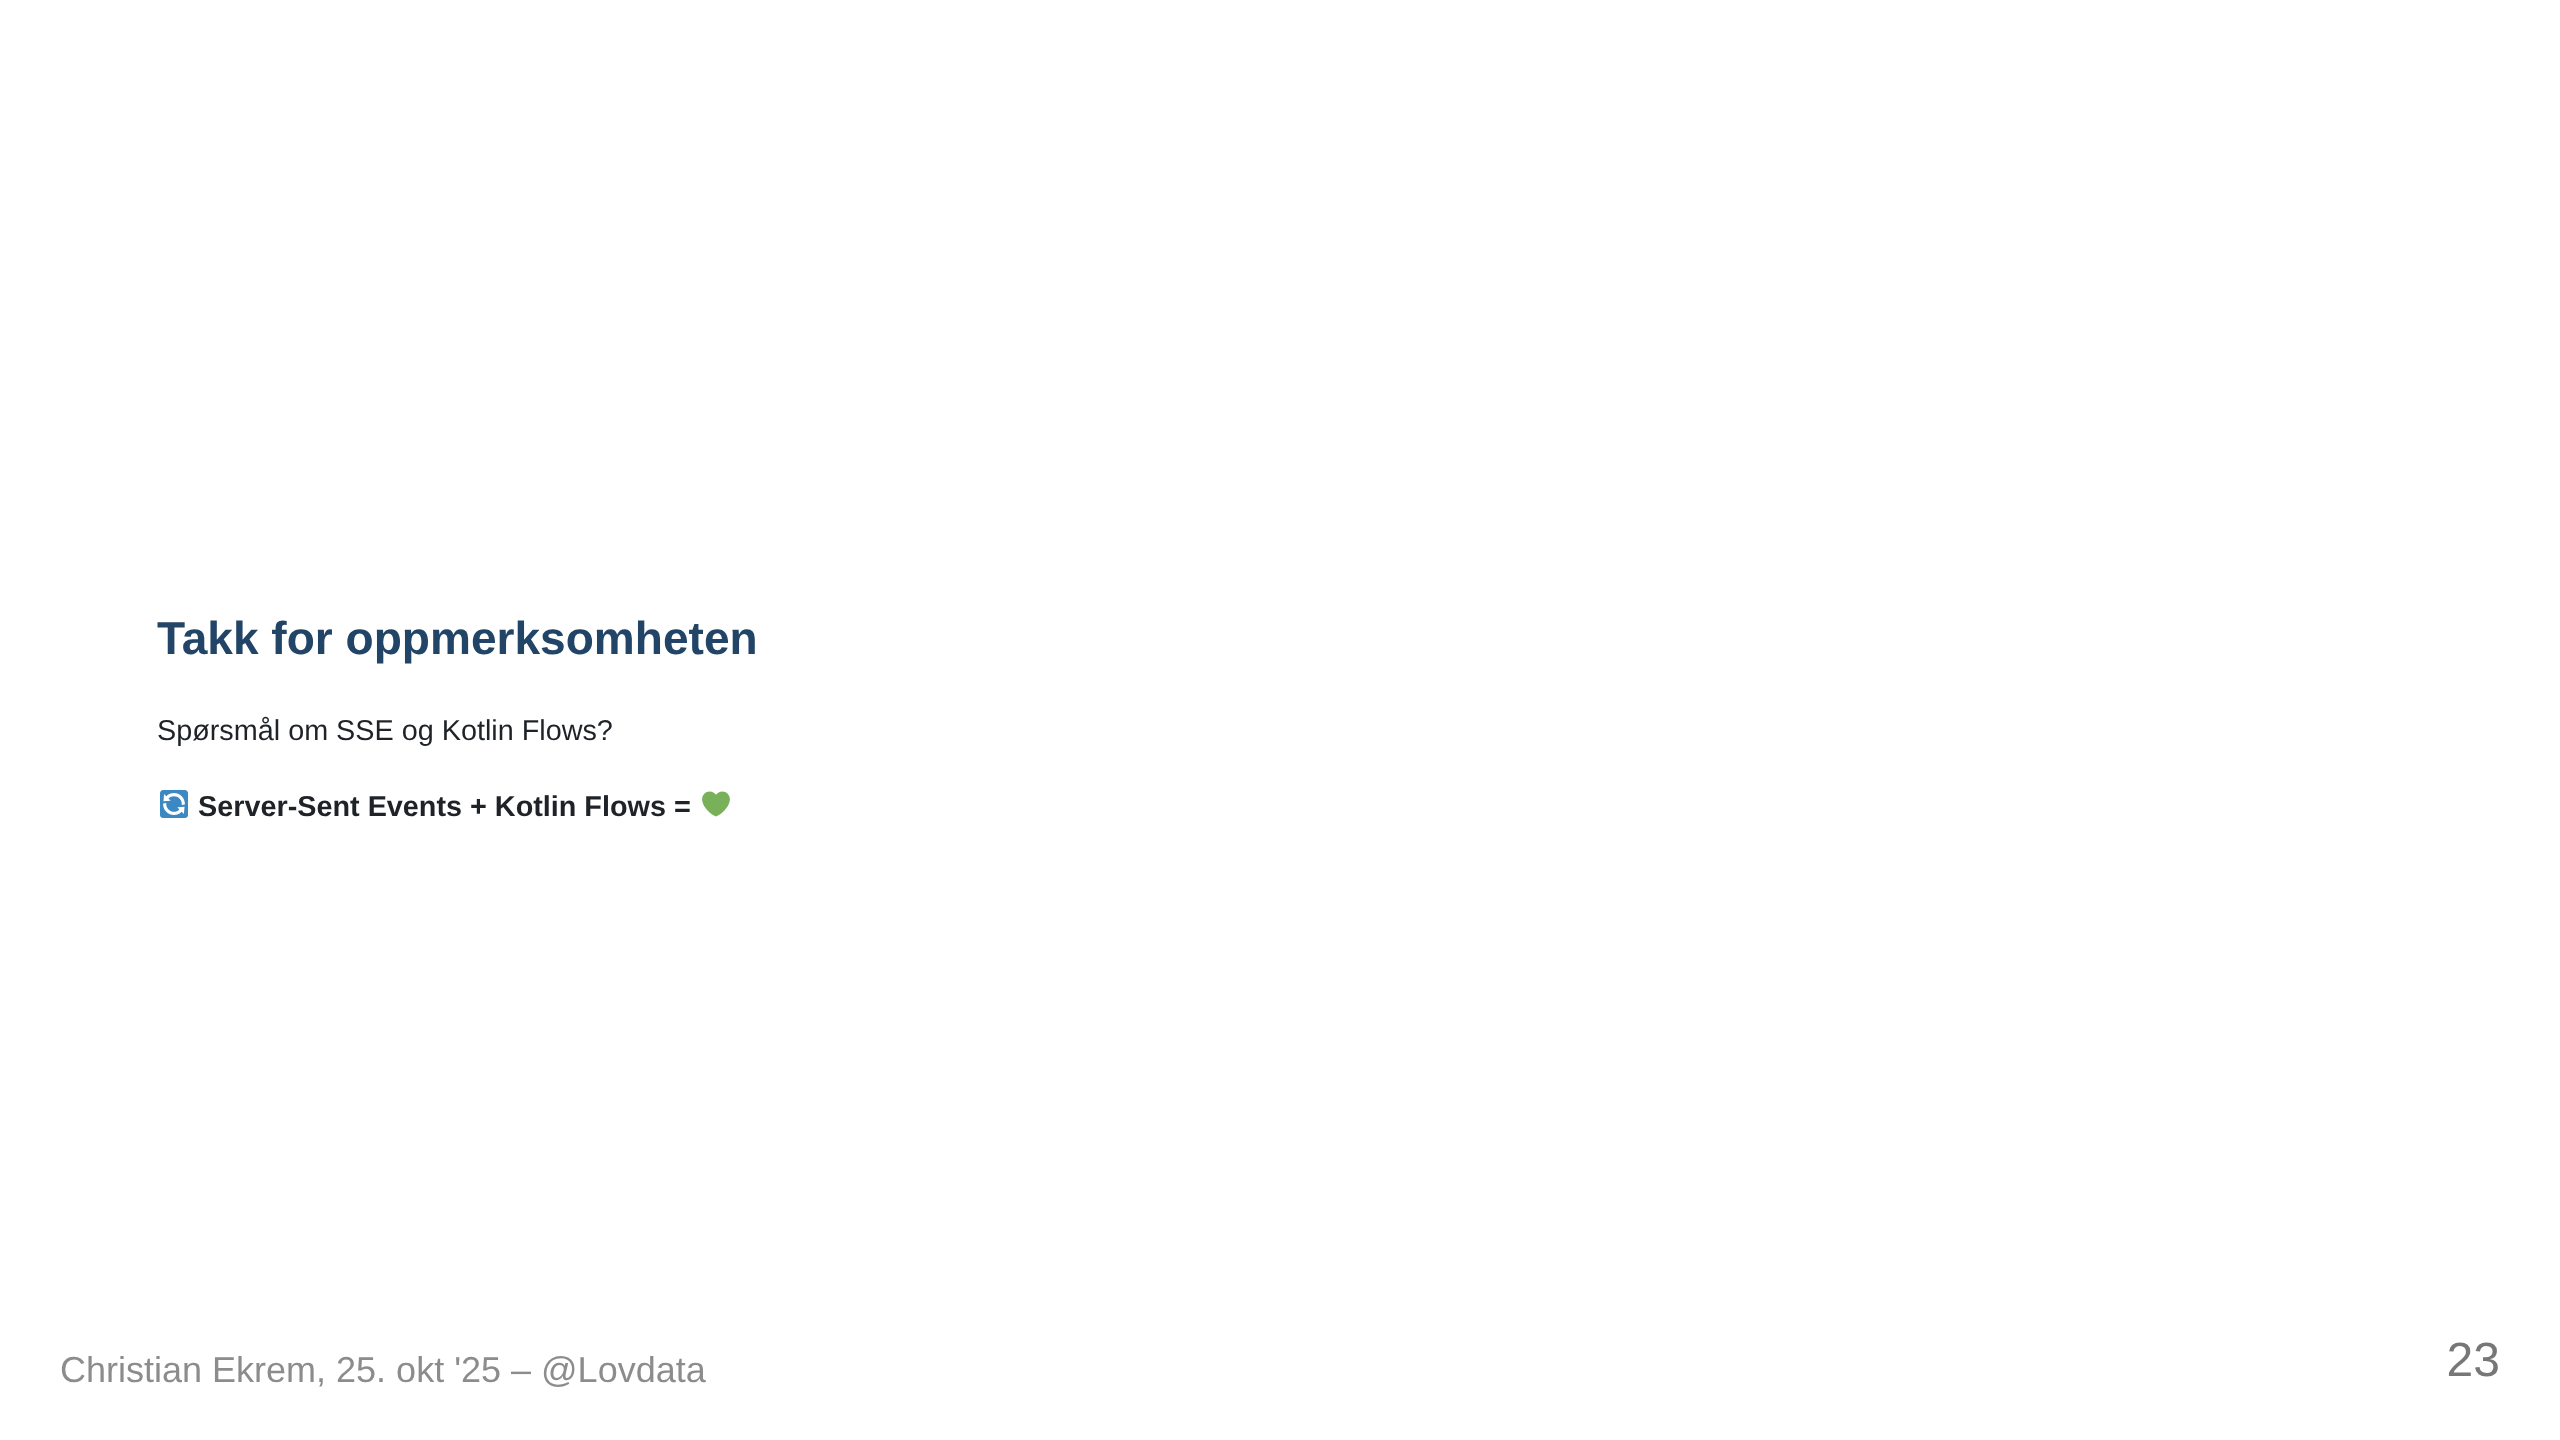 Takk for oppmerksomheten
Spørsmål om SSE og Kotlin Flows?
🔄 Server-Sent Events + Kotlin Flows = 💚
Christian Ekrem, 25. okt '25 – @Lovdata
23